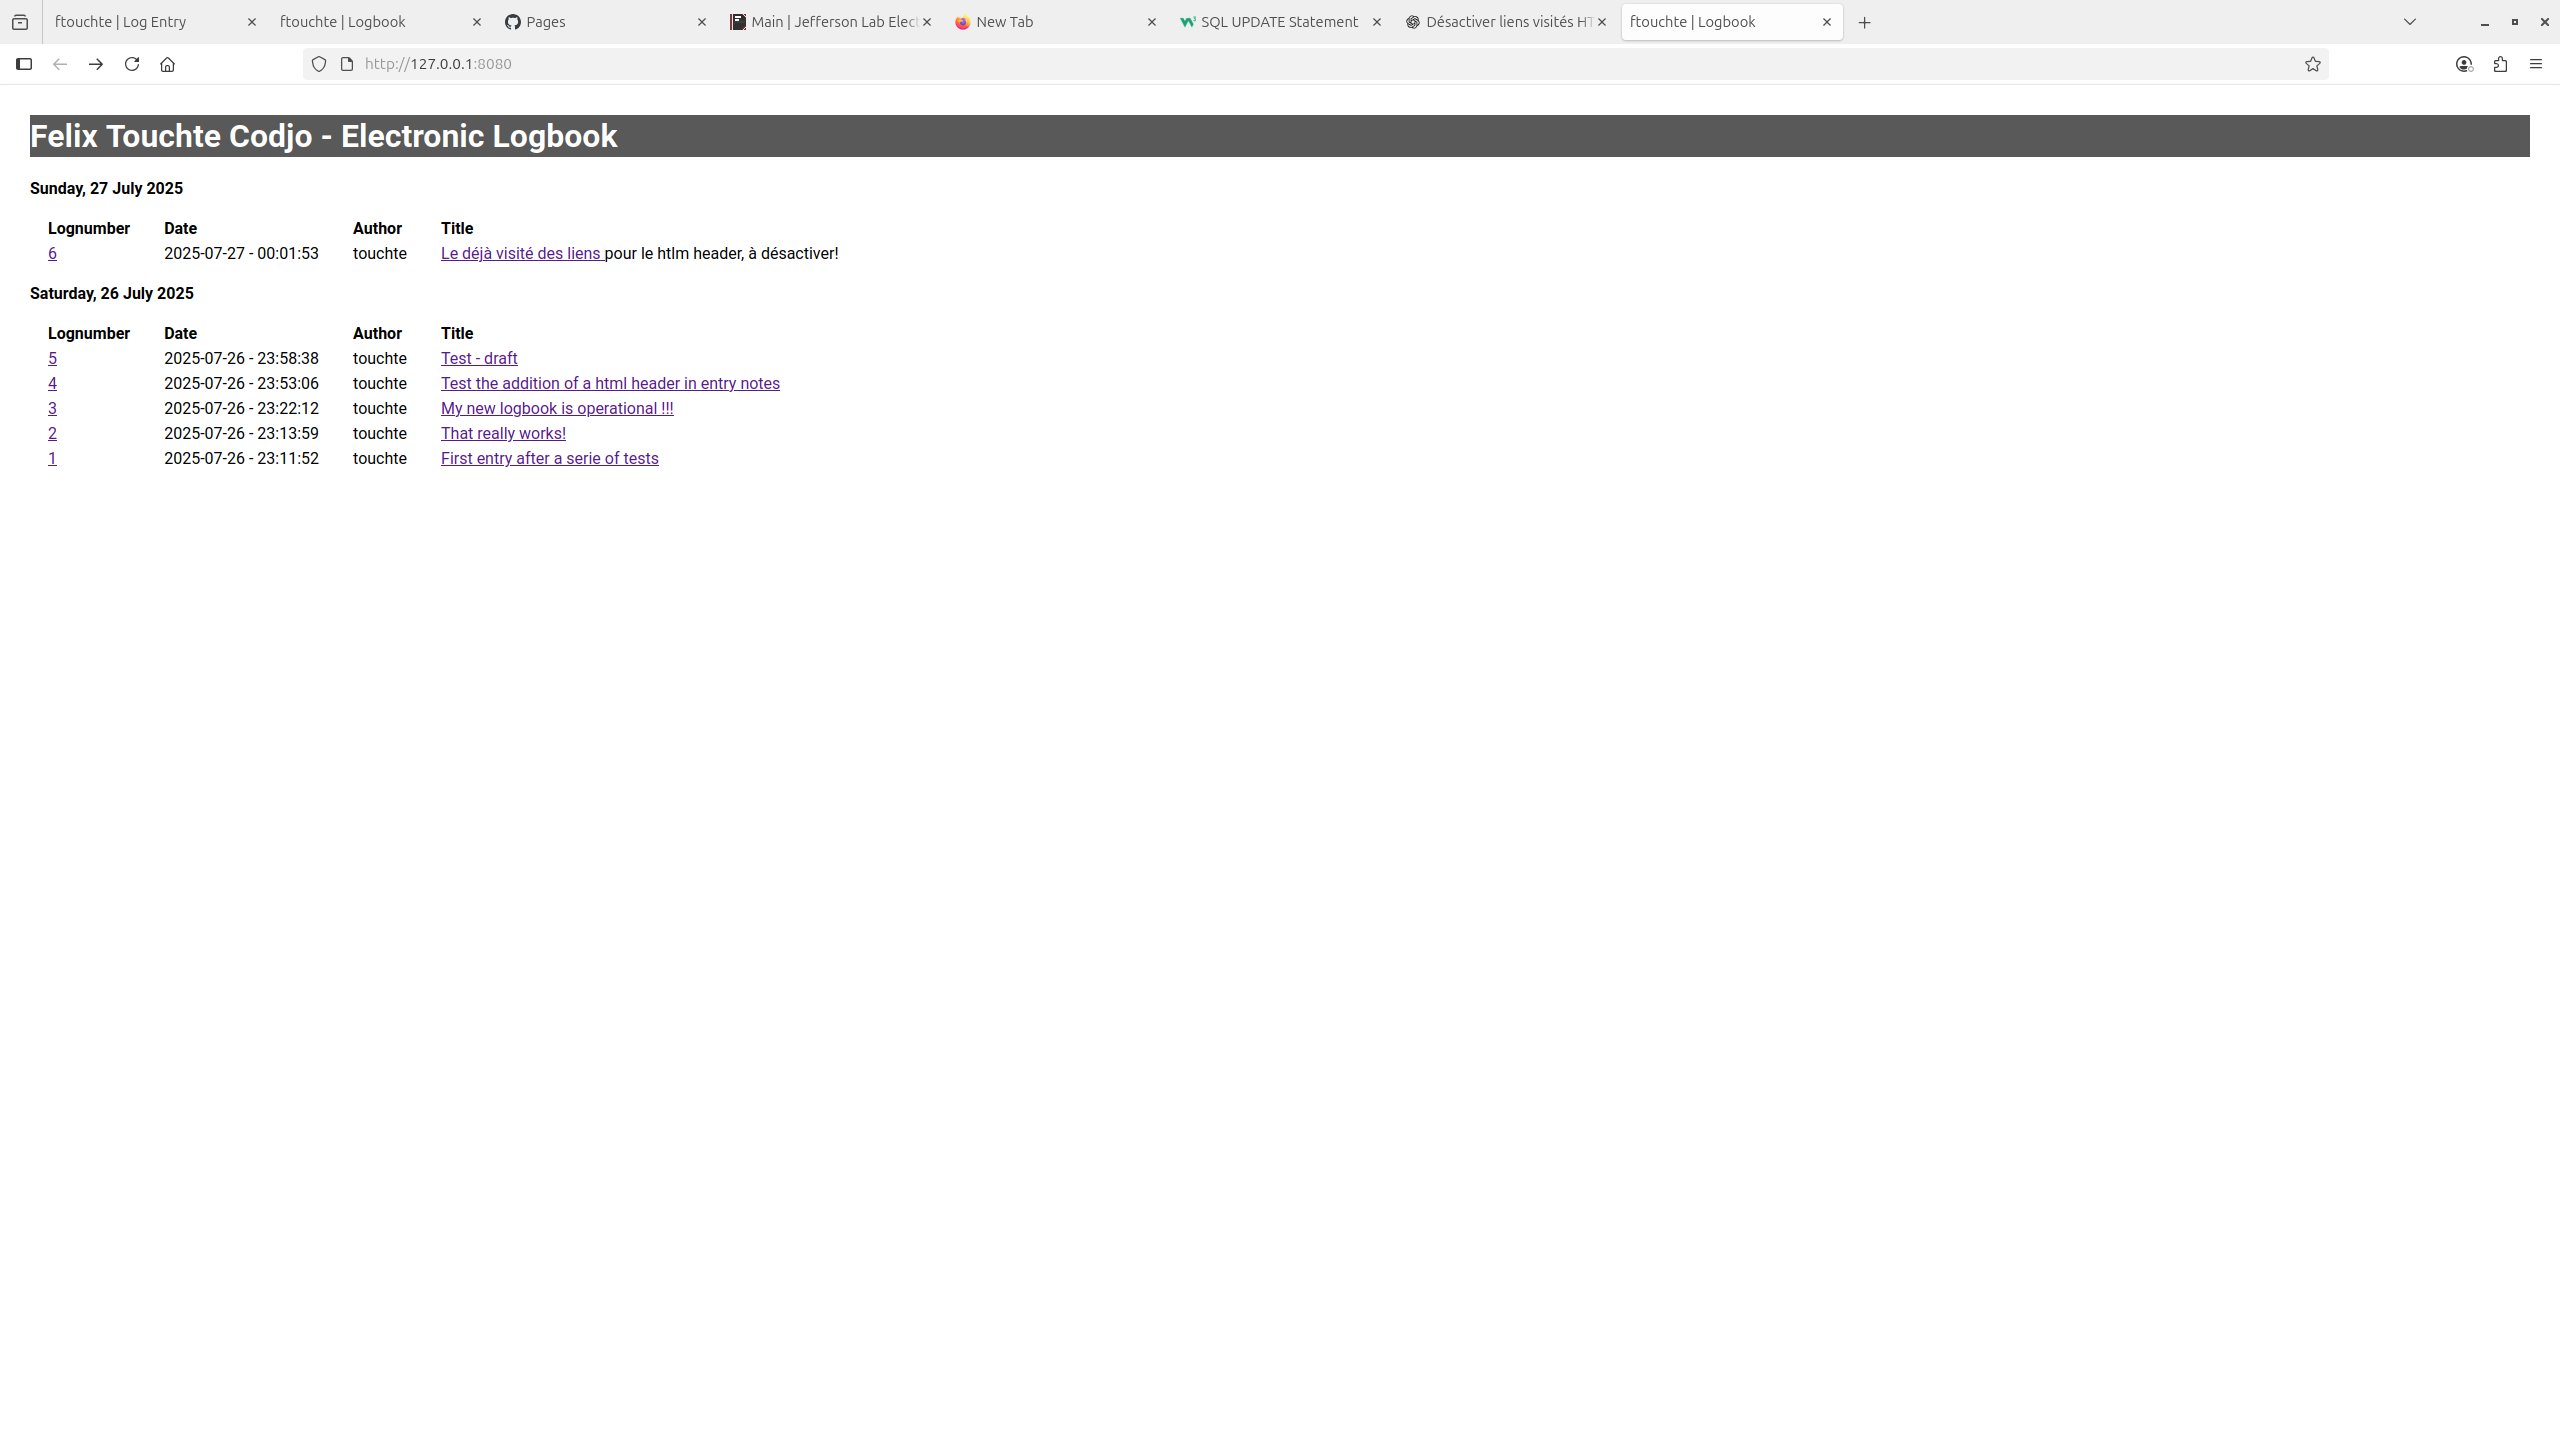 ftouchte | Log Entry ftouchte | Logbook Pages Main | Jefferson Lab Elect New Tab SQL UPDATE Statement Désactiver liens visités HT ftouchte | Logbook
http://127.0.0.1:8080
Felix Touchte Codjo - Electronic Logbook
Sunday, 27 July 2025
Lognumber Date Author Title
6 2025-07-27 - 00:01:53 touchte Le déjà visité des liens pour le htlm header, à désactiver!
Saturday, 26 July 2025
Lognumber Date Author Title
5 2025-07-26 - 23:58:38 touchte Test - draft
4 2025-07-26 - 23:53:06 touchte Test the addition of a html header in entry notes
3 2025-07-26 - 23:22:12 touchte My new logbook is operational !!!
2 2025-07-26 - 23:13:59 touchte That really works!
1 2025-07-26 - 23:11:52 touchte First entry after a serie of tests